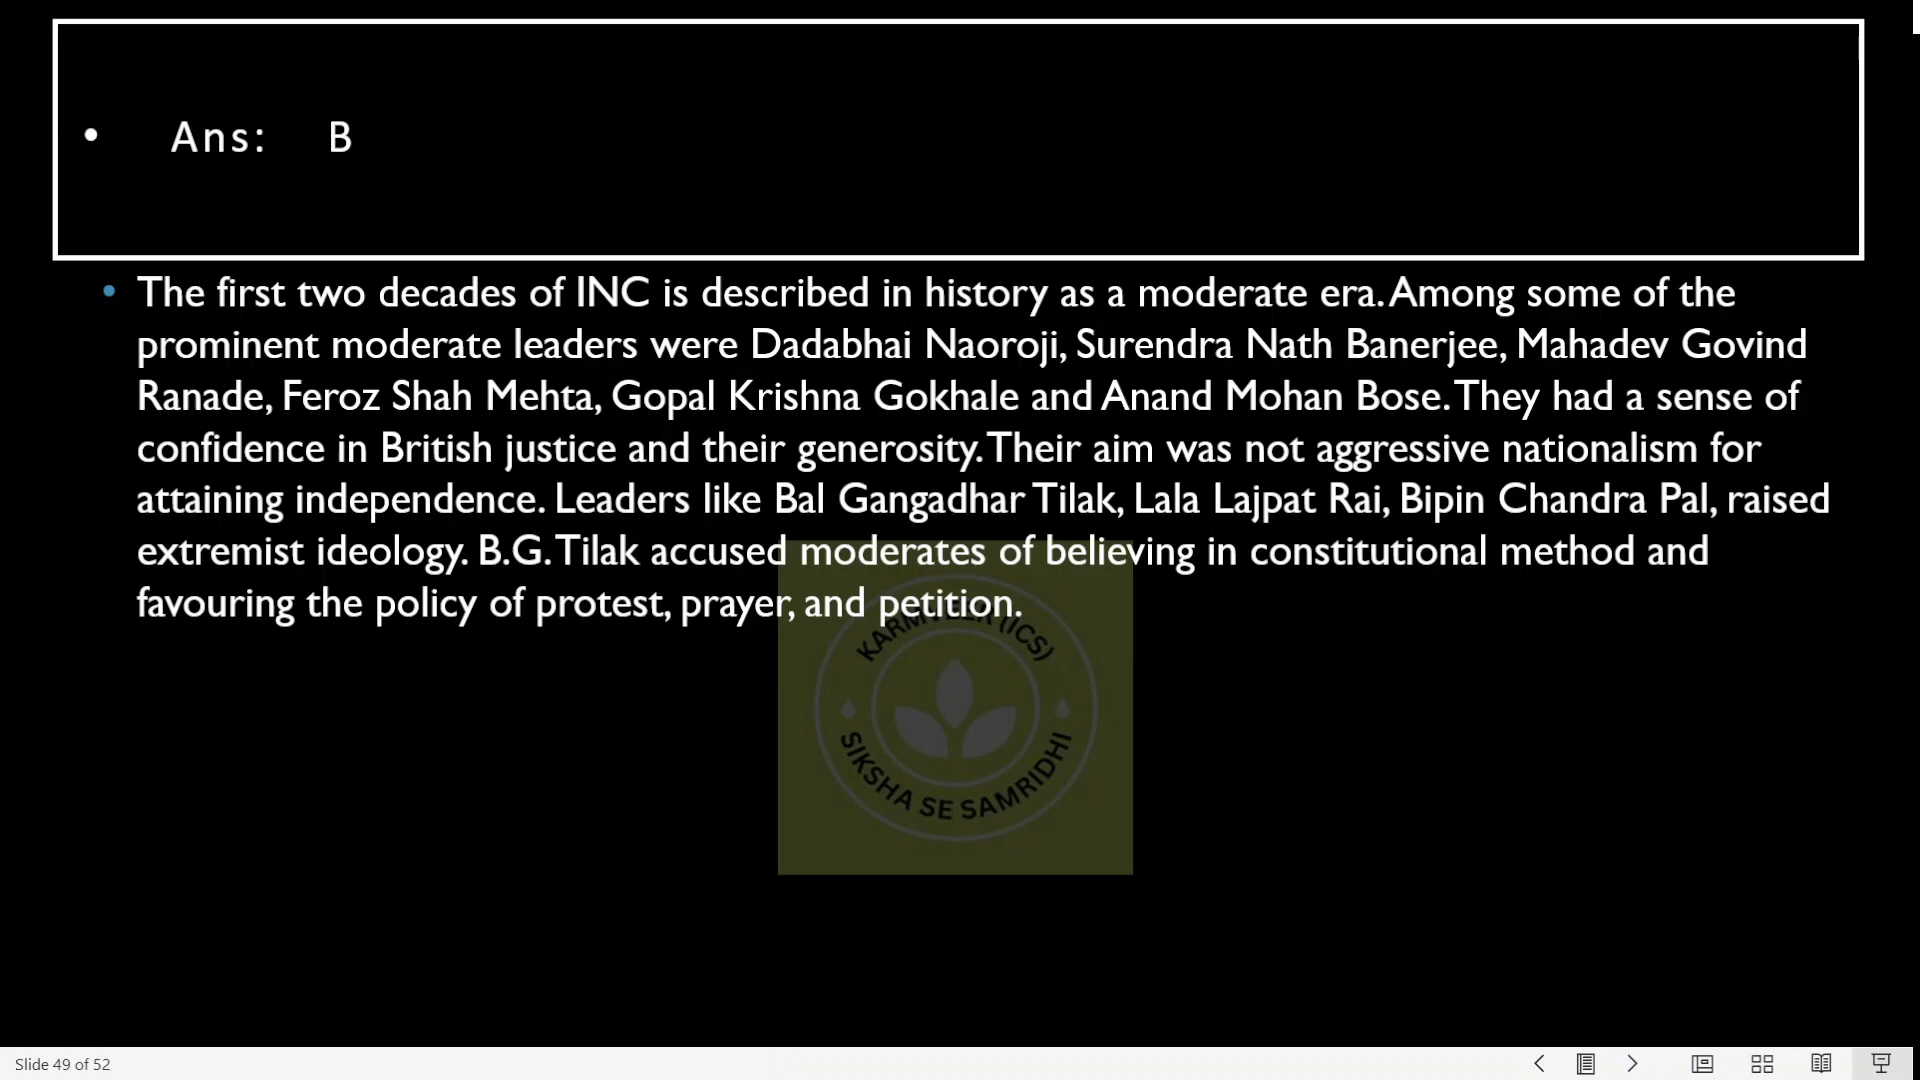 • Ans: B
• The first two decades of INC is described in history as a moderate era. Among some of the
prominent moderate leaders were Dadabhai Naoroji, Surendra Nath Banerjee, Mahadev Govind
Ranade, Feroz Shah Mehta, Gopal Krishna Gokhale and Anand Mohan Bose. They had a sense of
confidence in British justice and their generosity. Their aim was not aggressive nationalism for
attaining independence. Leaders like Bal Gangadhar Tilak, Lala Lajpat Rai, Bipin Chandra Pal, raised
extremist ideology. B.G. Tilak accused moderates of believing in constitutional method and
favouring the policy of protest, prayer, and petition.
KARMVEER (ICS)
SIKSHA SE SAMRIDHI
Slide 49 of 52